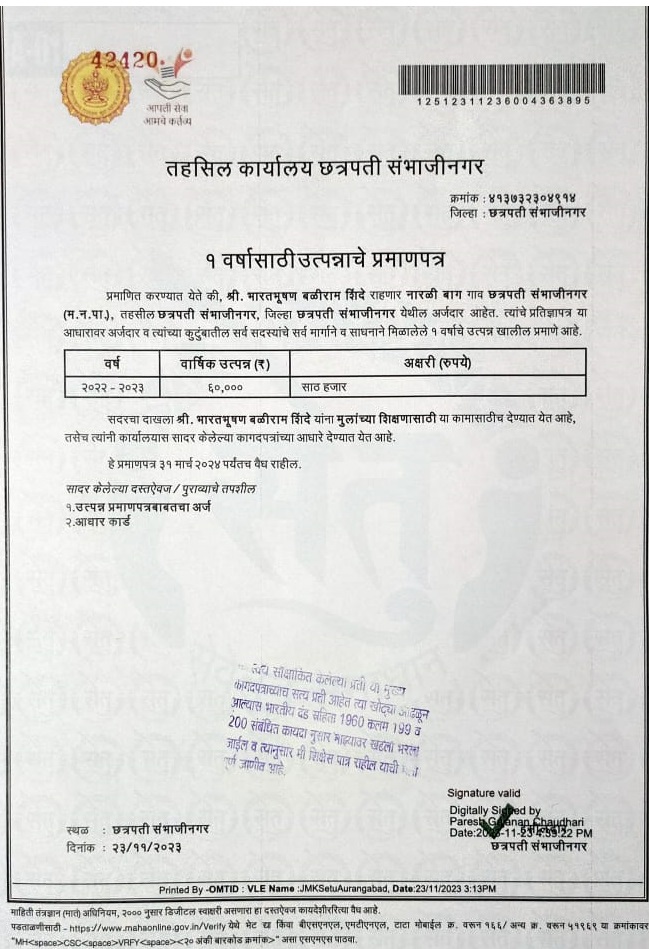 42420
आपली सेवा
आमचे कर्तव्य
12512311236004363895
तहसिल कार्यालय छत्रपती संभाजीनगर
क्रमांक : ४१३७३२३०४९१४
जिल्हा : छत्रपती संभाजीनगर
१ वर्षासाठी उत्पन्नाचे प्रमाणपत्र
प्रमाणित करण्यात येते की, श्री. भारतभूषण बळीराम शिंदे राहणार नारळी बाग गाव छत्रपती संभाजीनगर
(म.न.पा.), तहसील छत्रपती संभाजीनगर, जिल्हा छत्रपती संभाजीनगर येथील अर्जदार आहेत. त्यांचे प्रतिज्ञापत्र या
आधारावर अर्जदार व त्यांच्या कुटुंबातील सर्व सदस्यांचे सर्व मार्गाने व साधनाने मिळालेले १ वर्षाचे उत्पन्न खालील प्रमाणे आहे.
वर्ष वार्षिक उत्पन्न (₹) अक्षरी (रुपये)
२०२२ - २०२३ ६०,००० साठ हजार
सदरचा दाखला श्री. भारतभूषण बळीराम शिंदे यांना मुलांच्या शिक्षणासाठी या कामासाठीच देण्यात येत आहे,
तसेच त्यांनी कार्यालयास सादर केलेल्या कागदपत्रांच्या आधारे देण्यात येत आहे.
हे प्रमाणपत्र ३१ मार्च २०२४ पर्यंतच वैध राहील.
सादर केलेल्या दस्तऐवज / पुराव्याचे तपशील
१.उत्पन्न प्रमाणपत्रबाबतचा अर्ज
२.आधार कार्ड
साक्षांकित केलेल्या प्रती या मुख्य
कागदपत्राच्याच सत्य प्रती आहेत त्या खोट्या आढळून
आल्यास भारतीय दंड संहिता 1960 कलम 199 व
200 संबंधित कायदा नुसार माझ्यावर खटला भरला
जाईल व त्यानुसार मी शिक्षेस पात्र राहील याची
पूर्ण जाणीव आहे.
Signature valid
Digitally Signed by
Paresh Gajanan Chaudhari
Date:2023-11-23 4:59:22 PM
तहसिलदार
छत्रपती संभाजीनगर
स्थळ : छत्रपती संभाजीनगर
दिनांक : २३/११/२०२३
Printed By -OMTID : VLE Name :JMKSetuAurangabad, Date:23/11/2023 3:13PM
माहिती तंत्रज्ञान (मातं) अधिनियम, २००० नुसार डिजीटल स्वाक्षरी असणारा हा दस्तऐवज कायदेशीररित्या वैध आहे.
पडताळणीसाठी - https://www.mahaonline.gov.in/Verify येथे भेट द्या किंवा बीएसएनएल, एमटीएनएल, टाटा मोबाईल क्र. वरून १६६/ अन्य क्र. वरून ५१९६९ या क्रमांकावर
"MH<space>CSC<space>VRFY<space><२० अंकी बारकोड क्रमांक>" असा एसएमएस पाठवा.